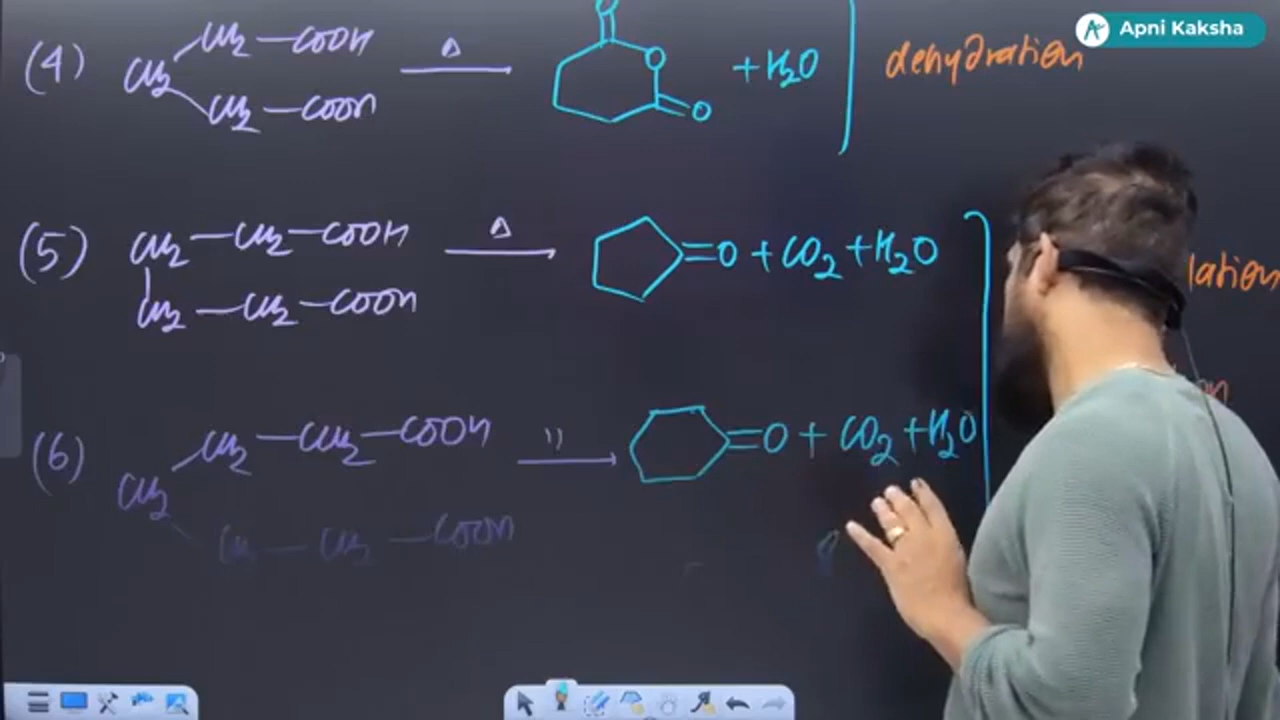 Apni Kaksha
CH2—COOH
(4) CH2 Δ O O O +H2O dehydration
CH2—COOH
(5) CH2—CH2—COOH Δ =O+CO2+H2O lation
CH2—CH2—COOH
CH2—CH2—COOH
(6) CH2 " =O+CO2+H2O on
CH2—CH2—COOH